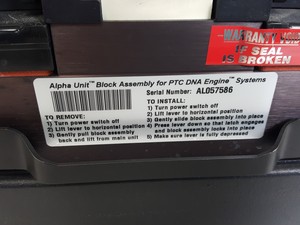 WARRANTY VOID
IF SEAL
IS BROKEN
Alpha Unit™ Block Assembly for PTC DNA Engine™ Systems
Serial Number: AL057586
TO REMOVE:
1) Turn power switch off
2) Lift lever to horizontal position
3) Gently pull block assembly
back and lift from main unit
TO INSTALL:
1) Turn power switch off
2) Lift lever to horizontal position
3) Gently slide block assembly into place
4) Press lever down so that latch engages
and block is locked into place
5) Make sure lever is fully depressed